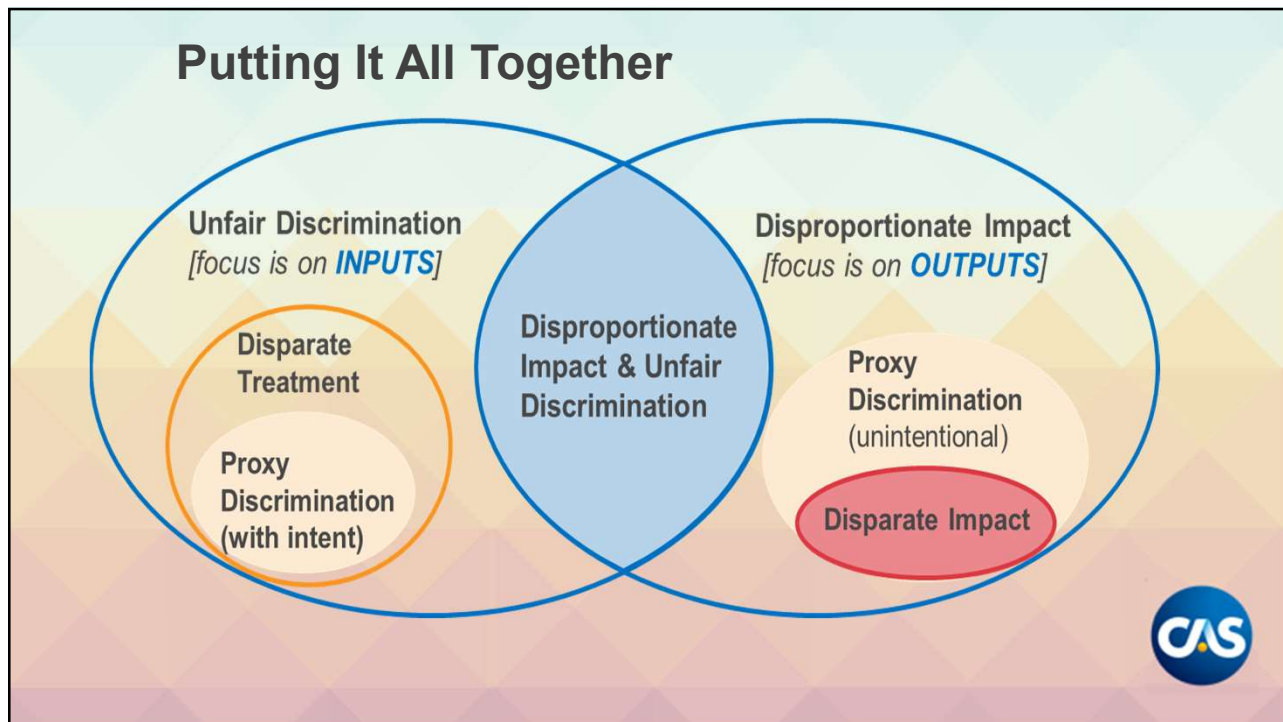 Putting It All Together
Unfair Discrimination
[focus is on INPUTS]
Disparate
Treatment
Proxy
Discrimination
(with intent)
Disproportionate
Impact & Unfair
Discrimination
Disproportionate Impact
[focus is on OUTPUTS]
Proxy
Discrimination
(unintentional)
Disparate Impact
CAS